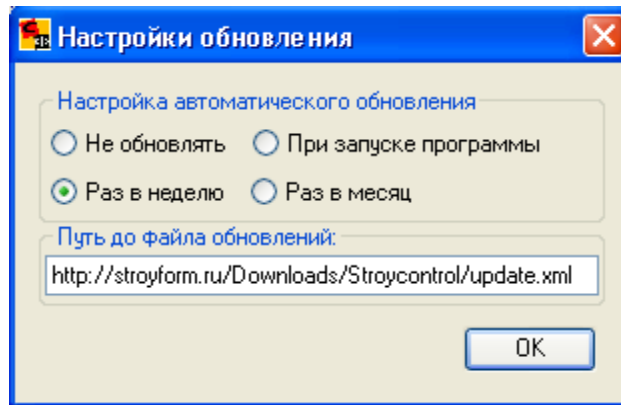 Настройки обновления
Настройка автоматического обновления
Не обновлять При запуске программы
Раз в неделю Раз в месяц
Путь до файла обновлений:
http://stroyform.ru/Downloads/Stroycontrol/update.xml
OK